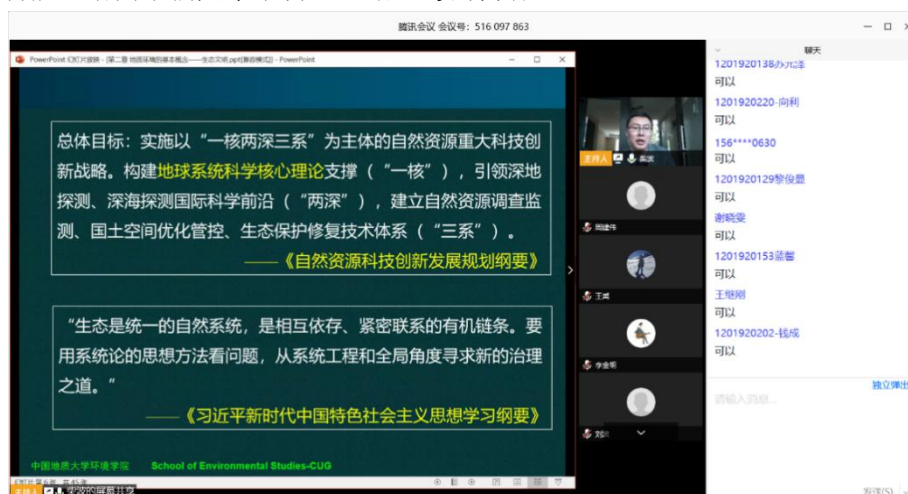 腾讯会议 会议号：516 097 863
PowerPoint 幻灯片放映 - [第二章 地质环境的基本概念——生态文明.ppt[兼容模式]] - PowerPoint
总体目标：实施以“一核两深三系”为主体的自然资源重大科技创
新战略。构建地球系统科学核心理论支撑（“一核”），引领深地
探测、深海探测国际科学前沿（“两深”），建立自然资源调查监
测、国土空间优化管控、生态保护修复技术体系（“三系”）。
——《自然资源科技创新发展规划纲要》
“生态是统一的自然系统，是相互依存、紧密联系的有机链条。要
用系统论的思想方法看问题，从系统工程和全局角度寻求新的治理
之道。“
——《习近平新时代中国特色社会主义思想学习纲要》
中国地质大学环境学院 School of Environmental Studies-CUG
主持人
周建伟
李金明
聊天
可以
1201920220-向利
可以
156****0630
可以
1201920129黎俊显
可以
谢晓雯
可以
1201920153蓝馨
可以
王继刚
可以
1201920202-钱成
可以
独立弹出
请输入消息...
发送(S)